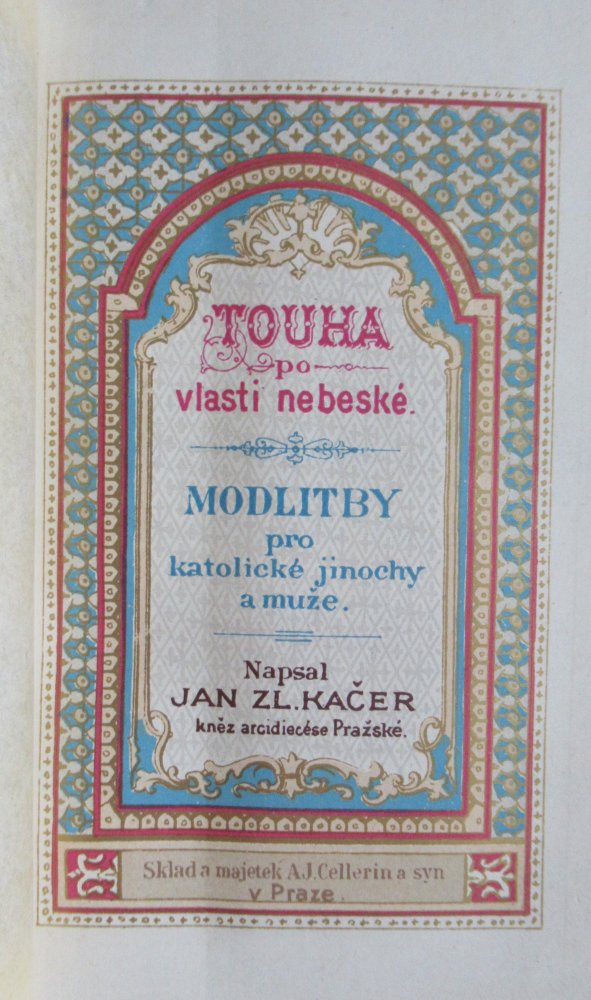 TOUHA
po
vlasti nebeské.
MODLITBY
pro
katolické jinochy
a muže.
Napsal
JAN ZL. KAČER
kněz arcidiecése Pražské.
Sklad a majetek A.J. Cellerin a syn
v Praze.